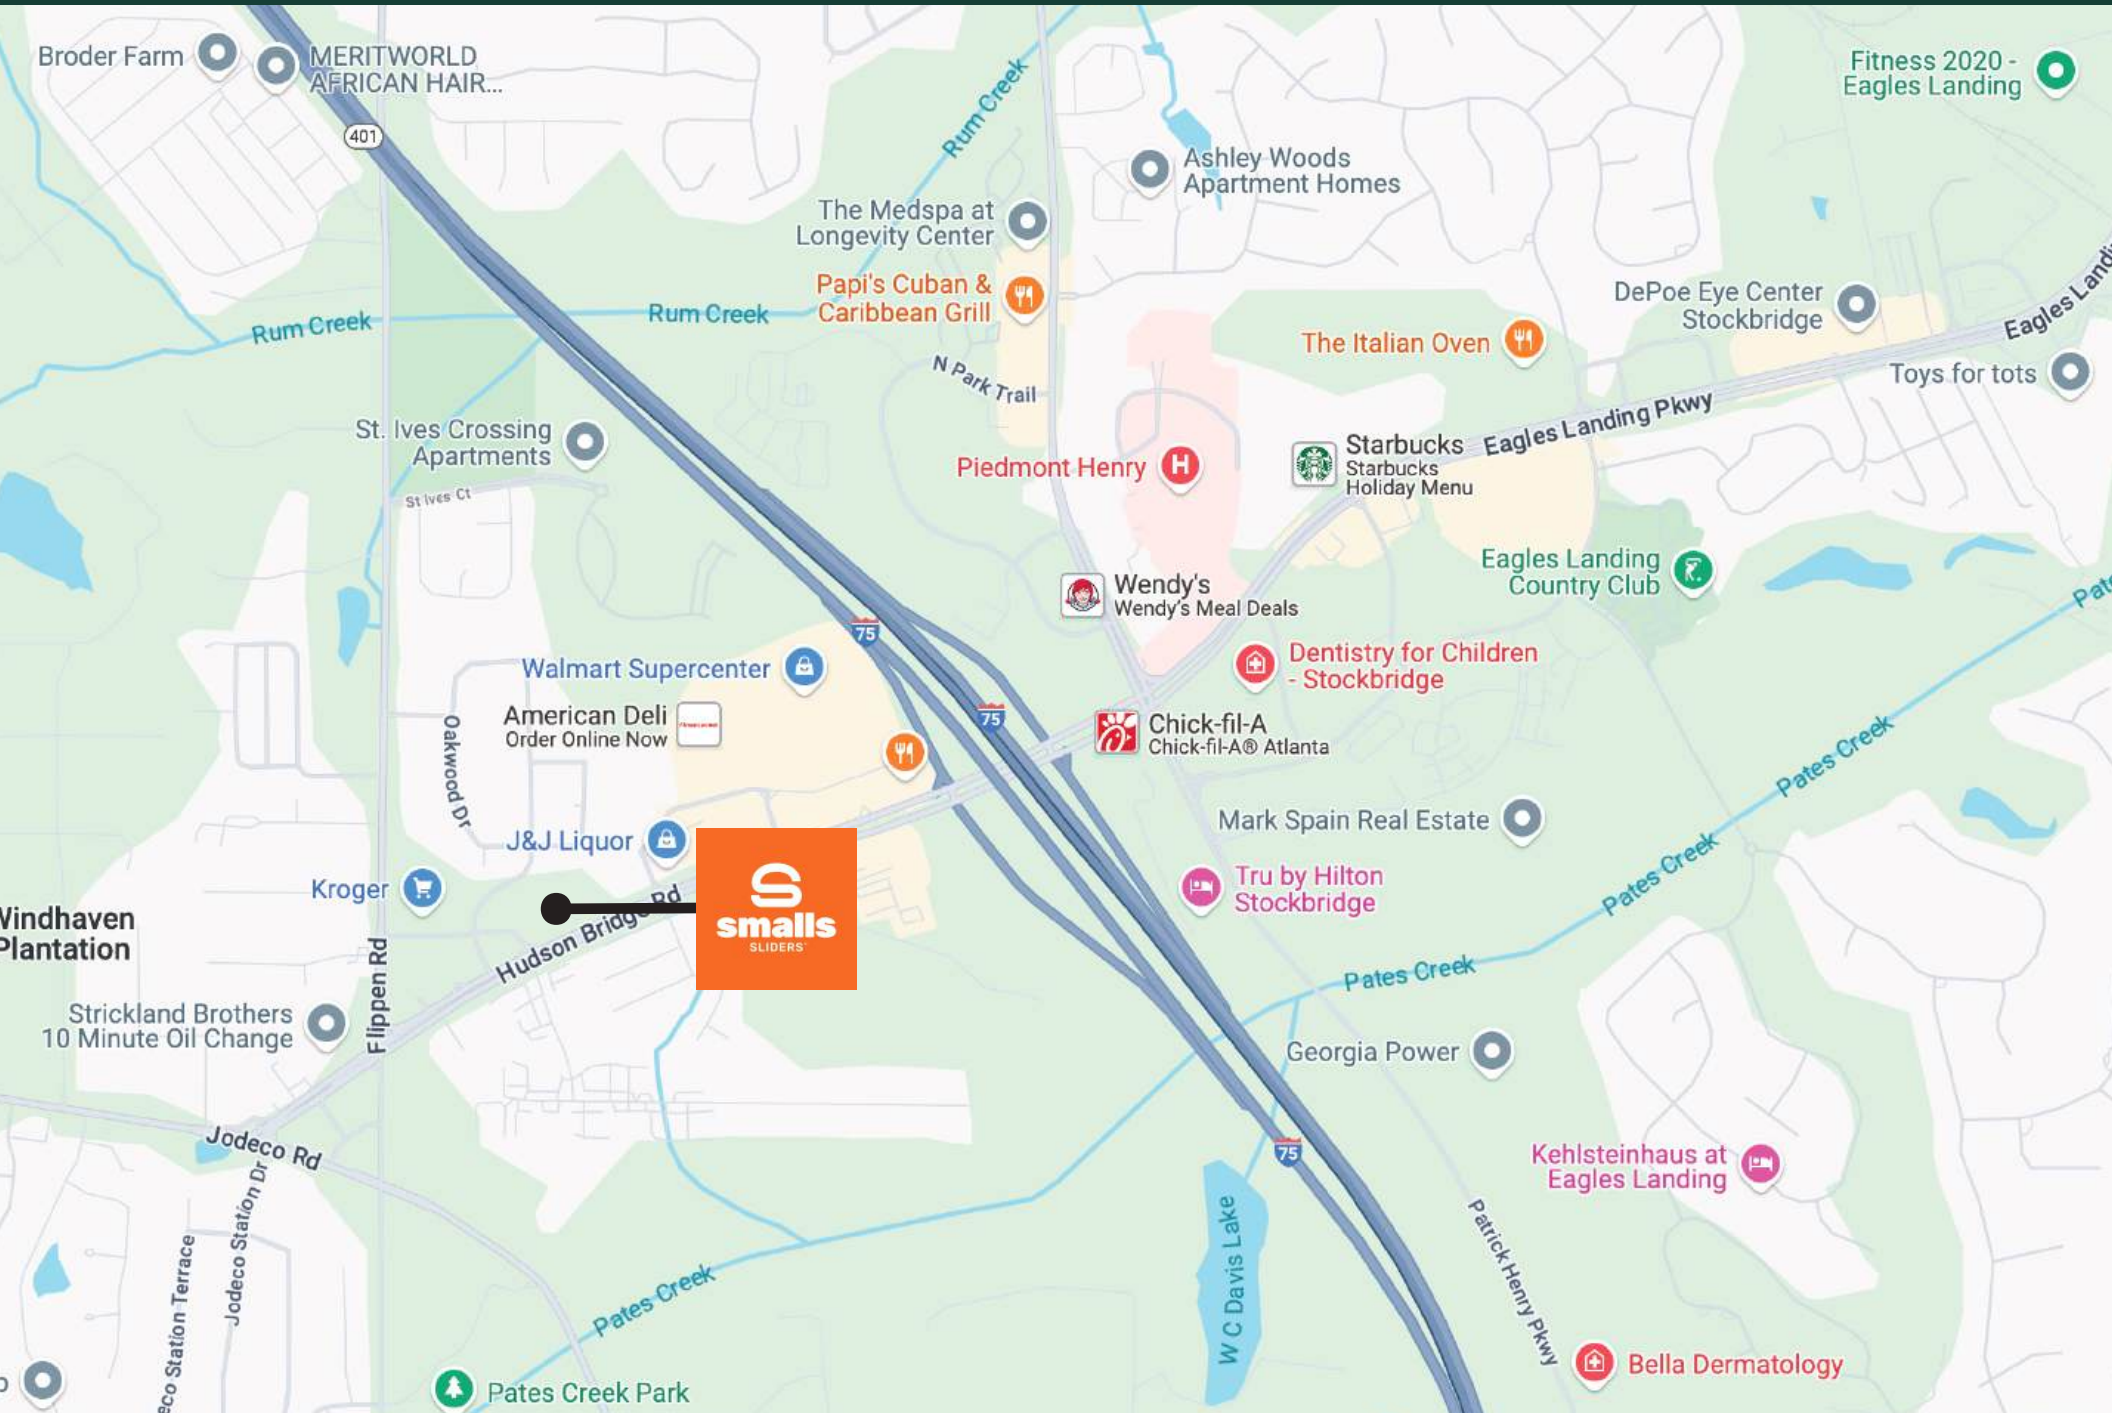 Broder Farm
MERITWORLD
AFRICAN HAIR...
Fitness 2020 -
Eagles Landing
401
Rum Creek
Ashley Woods
Apartment Homes
The Medspa at
Longevity Center
Papi's Cuban &
Caribbean Grill
DePoe Eye Center
Stockbridge
Rum Creek
Rum Creek
The Italian Oven
Toys for tots
N Park Trail
Eagles Landing Pkwy
St. Ives Crossing
Apartments
St Ives Ct
Piedmont Henry
H
Starbucks
Starbucks
Holiday Menu
Eagles Landing
Country Club
Wendy's
Wendy's Meal Deals
75
Walmart Supercenter
Dentistry for Children
- Stockbridge
American Deli
Order Online Now
75
Chick-fil-A
Chick-fil-A® Atlanta
Oakwood Dr
Pates Creek
J&J Liquor
Mark Spain Real Estate
Kroger
Tru by Hilton
Stockbridge
Pates Creek
smalls
SLIDERS
Hudson Bridge Rd
Windhaven
Plantation
Flippen Rd
Pates Creek
Strickland Brothers
10 Minute Oil Change
Georgia Power
Jodeco Rd
75
Kehlsteinhaus at
Eagles Landing
Jodeco Station Dr
eco Station Terrace
W C Davis Lake
Patrick Henry Pkwy
Pates Creek
Bella Dermatology
Pates Creek Park